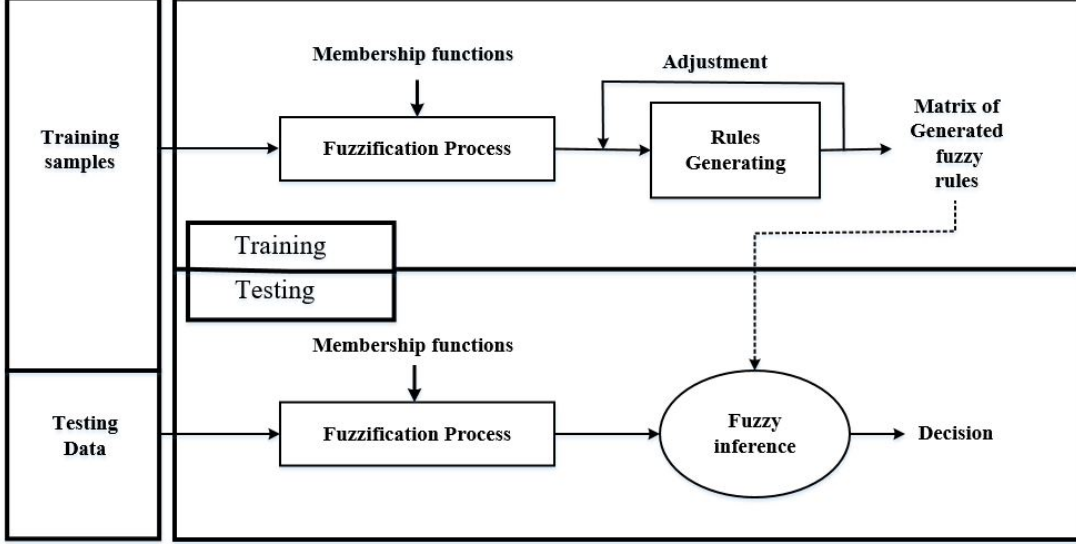 Membership functions
Adjustment
Training
samples
Fuzzification Process
Rules
Generating
Matrix of
Generated
fuzzy
rules
Training
Testing
Membership functions
Testing
Data
Fuzzification Process
Fuzzy
inference
Decision